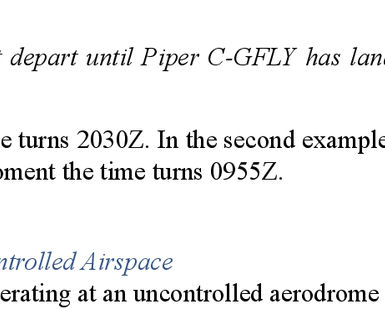 depart until Piper C-GFLY has
e turns 2030Z. In the second example
oment the time turns 0955Z.
ntrolled Airspace
erating at an uncontrolled aerodrome